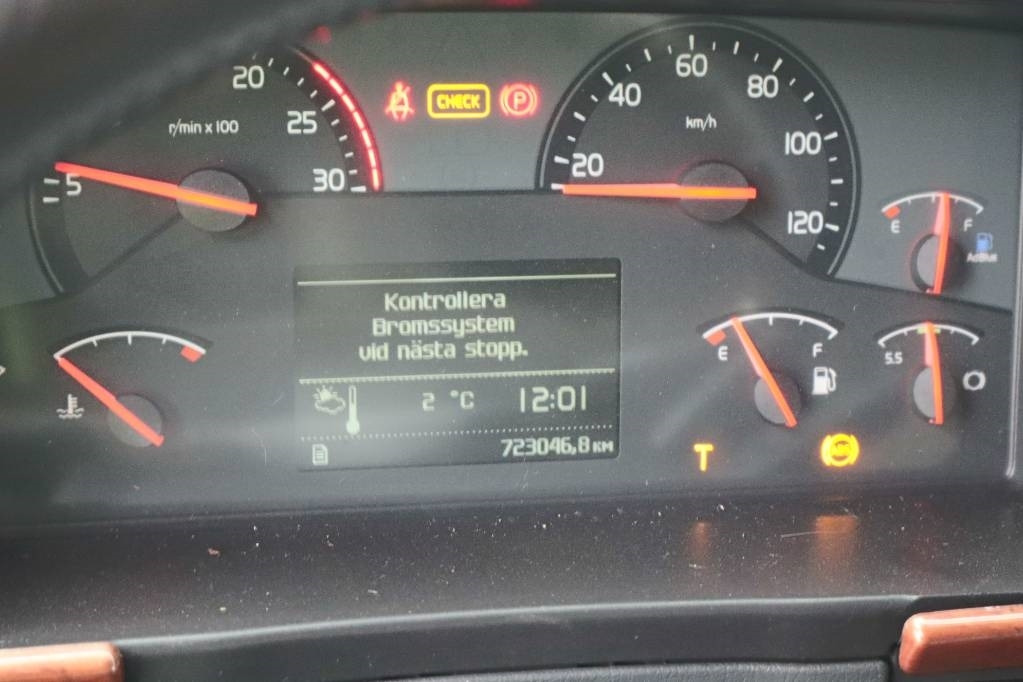 20
25
30
5
r/min x 100
CHECK
P
20
40
60
80
100
120
km/h
E F
AdBlue
Kontrollera
Bromssystem
vid nästa stopp.
2 °C 12:01
723046,8 KM
E F
5.5
T
ABS